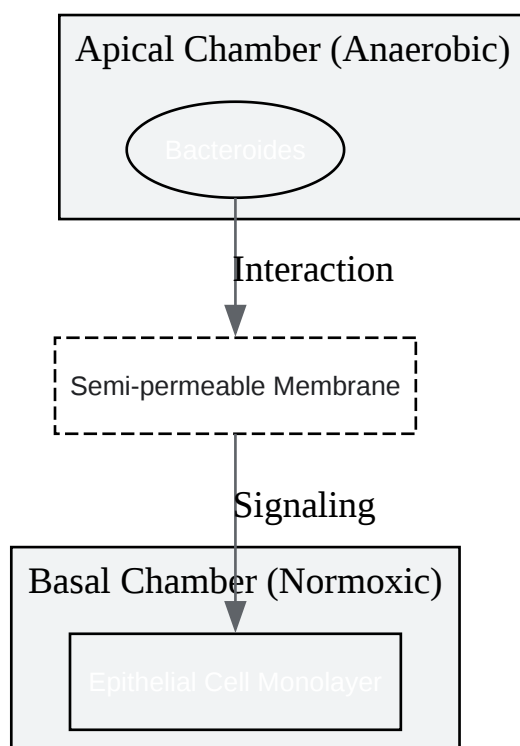 Apical Chamber (Anaerobic)
Bacteroides
Interaction
Semi-permeable Membrane
Signaling
Basal Chamber (Normoxic)
Epithelial Cell Monolayer